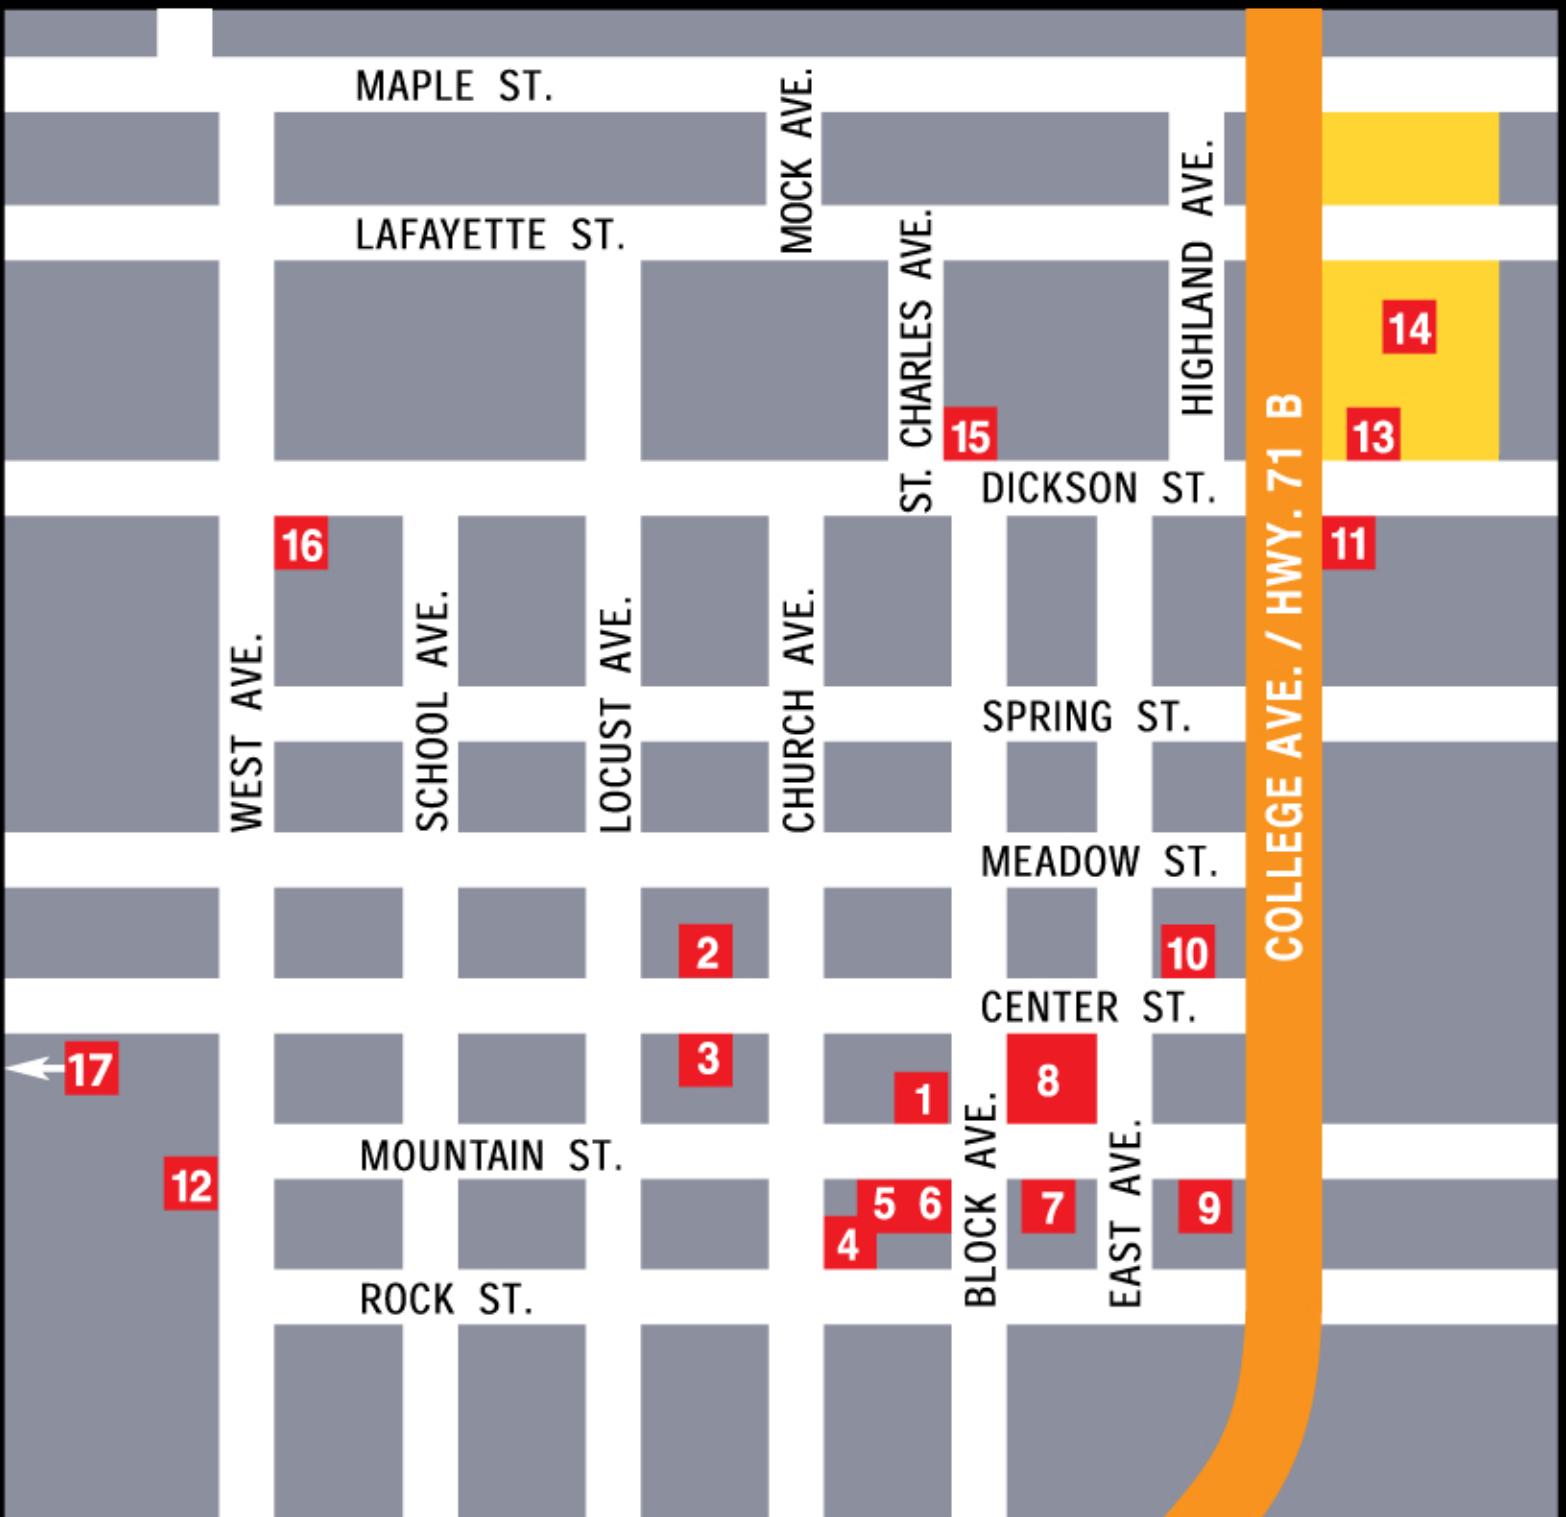 MAPLE ST.
MOCK AVE.
LAFAYETTE ST.
HIGHLAND AVE.
ST. CHARLES AVE.
14
15
13
DICKSON ST.
COLLEGE AVE. / HWY. 71 B
16
11
WEST AVE.
SCHOOL AVE.
LOCUST AVE.
CHURCH AVE.
SPRING ST.
MEADOW ST.
2
10
CENTER ST.
17
3
1
8
BLOCK AVE.
EAST AVE.
MOUNTAIN ST.
12
5 6
7
9
4
ROCK ST.